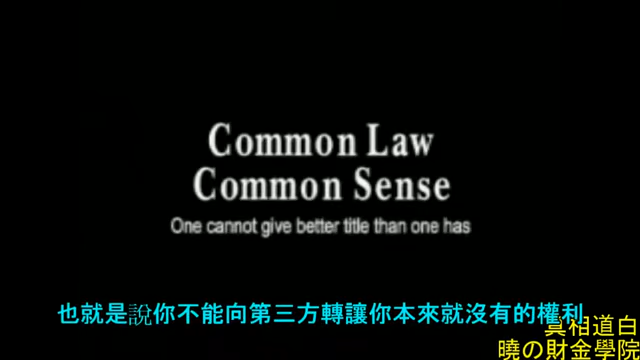 Common Law
Common Sense
One cannot give better title than one has
也就是說你不能向第三方轉讓你本來就沒有的權利
真相道白
曉の財金學院